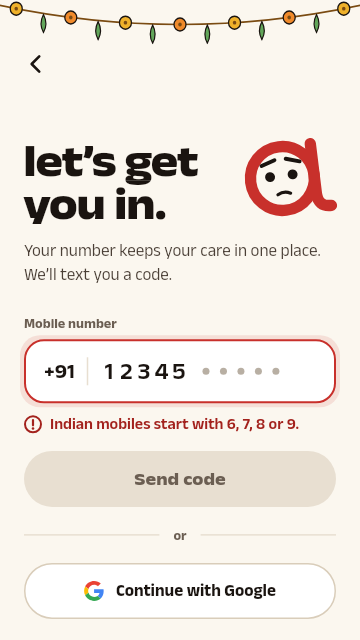 let’s get
you in.
Your number keeps your care in one place.
We’ll text you a code.
Mobile number
+91 12345
Indian mobiles start with 6, 7, 8 or 9.
Send code
or
Continue with Google